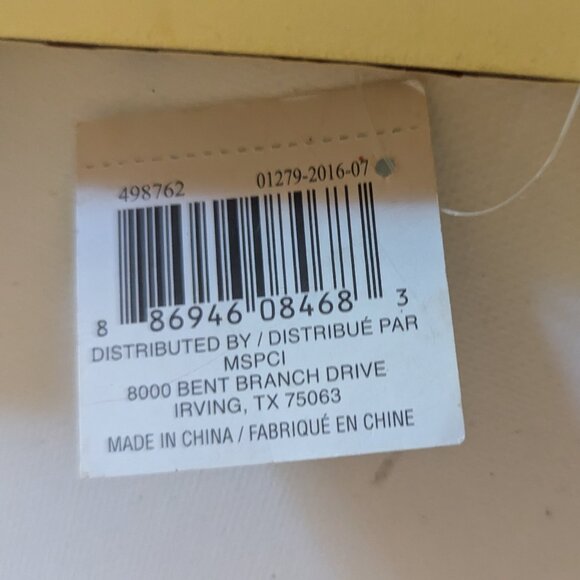 498762 01279-2016-07
8 86946 08468 3
DISTRIBUTED BY / DISTRIBUÉ PAR
MSPCI
8000 BENT BRANCH DRIVE
IRVING, TX 75063
MADE IN CHINA / FABRIQUÉ EN CHINE